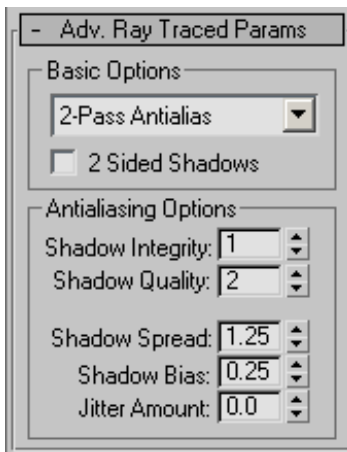 - Adv. Ray Traced Params
Basic Options
2-Pass Antialias
2 Sided Shadows
Antialiasing Options
Shadow Integrity: 1
Shadow Quality: 2
Shadow Spread: 1.25
Shadow Bias: 0.25
Jitter Amount: 0.0